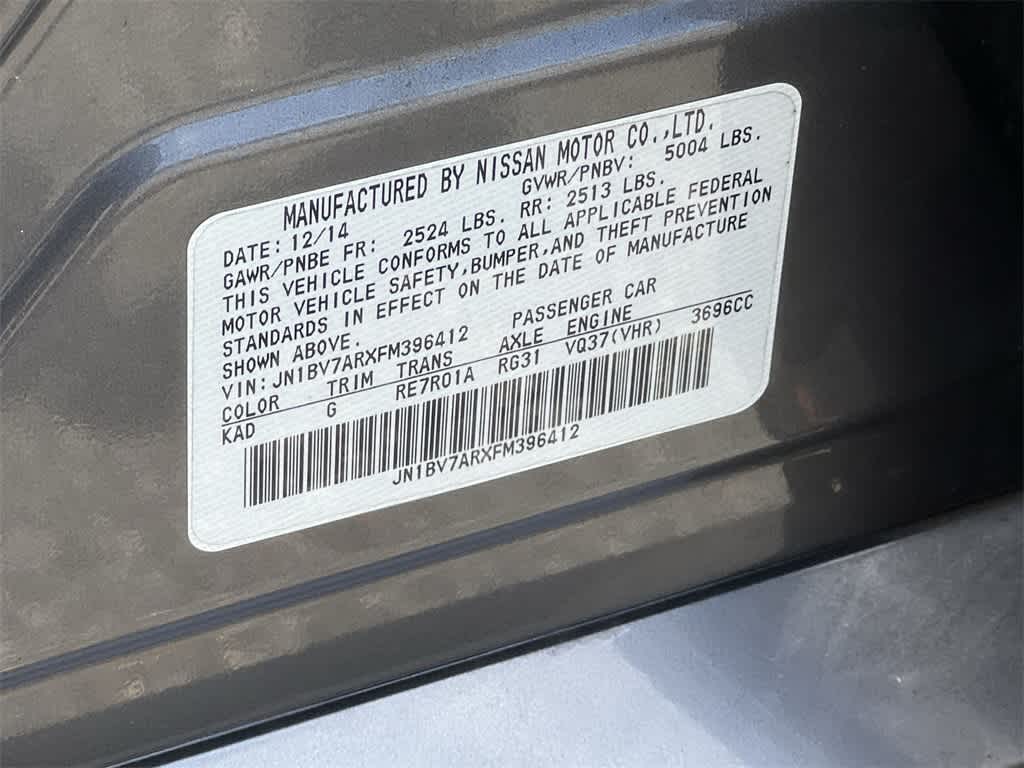 MANUFACTURED BY NISSAN MOTOR CO.,LTD.
DATE: 12/14 GVWR/PNBV: 5004 LBS.
GAWR/PNBE FR: 2524 LBS. RR: 2513 LBS.
THIS VEHICLE CONFORMS TO ALL APPLICABLE FEDERAL
MOTOR VEHICLE SAFETY,BUMPER,AND THEFT PREVENTION
STANDARDS IN EFFECT ON THE DATE OF MANUFACTURE
SHOWN ABOVE.
VIN:JN1BV7ARXFM396412 PASSENGER CAR
COLOR TRIM TRANS AXLE ENGINE
KAD G RE7R01A RG31 VQ37(VHR) 3696CC
JN1BV7ARXFM396412